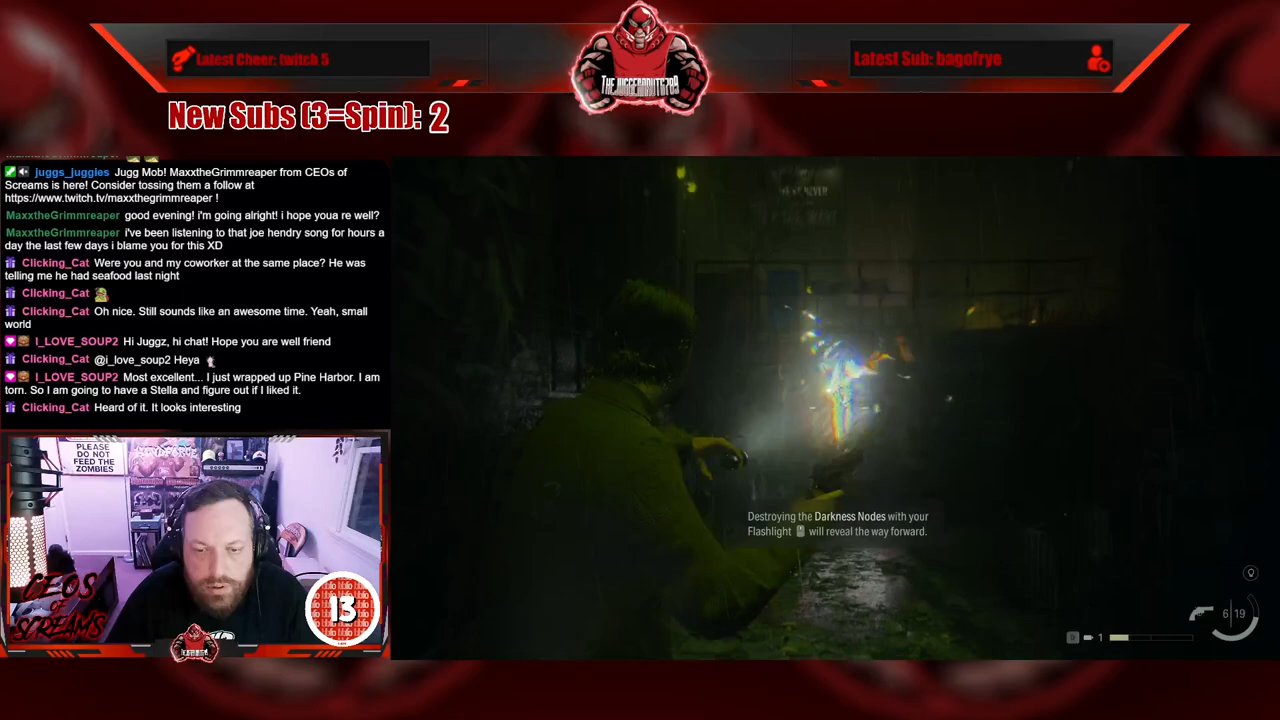 Latest Cheer: twitch 5
THEJUGGERNAUT6789
Latest Sub: bagofrye
New Subs (3=Spin): 2
juggs_juggles Jugg Mob! MaxxtheGrimmreaper from CEOs of
Screams is here! Consider tossing them a follow at
https://www.twitch.tv/maxxthegrimmreaper !
MaxxtheGrimmreaper good evening! i'm going alright! i hope youa re well?
MaxxtheGrimmreaper i've been listening to that joe hendry song for hours a
day the last few days i blame you for this XD
Clicking_Cat Were you and my coworker at the same place? He was
telling me he had seafood last night
Clicking_Cat
Clicking_Cat Oh nice. Still sounds like an awesome time. Yeah, small
world
I_LOVE_SOUP2 Hi Juggz, hi chat! Hope you are well friend
Clicking_Cat @i_love_soup2 Heya
I_LOVE_SOUP2 Most excellent... I just wrapped up Pine Harbor. I am
torn. So I am going to have a Stella and figure out if I liked it.
Clicking_Cat Heard of it. It looks interesting
PLEASE
DO NOT
FEED THE
ZOMBIES
CEOS
OF
SCREAMS
13
Destroying the Darkness Nodes with your
Flashlight will reveal the way forward.
6 19
1